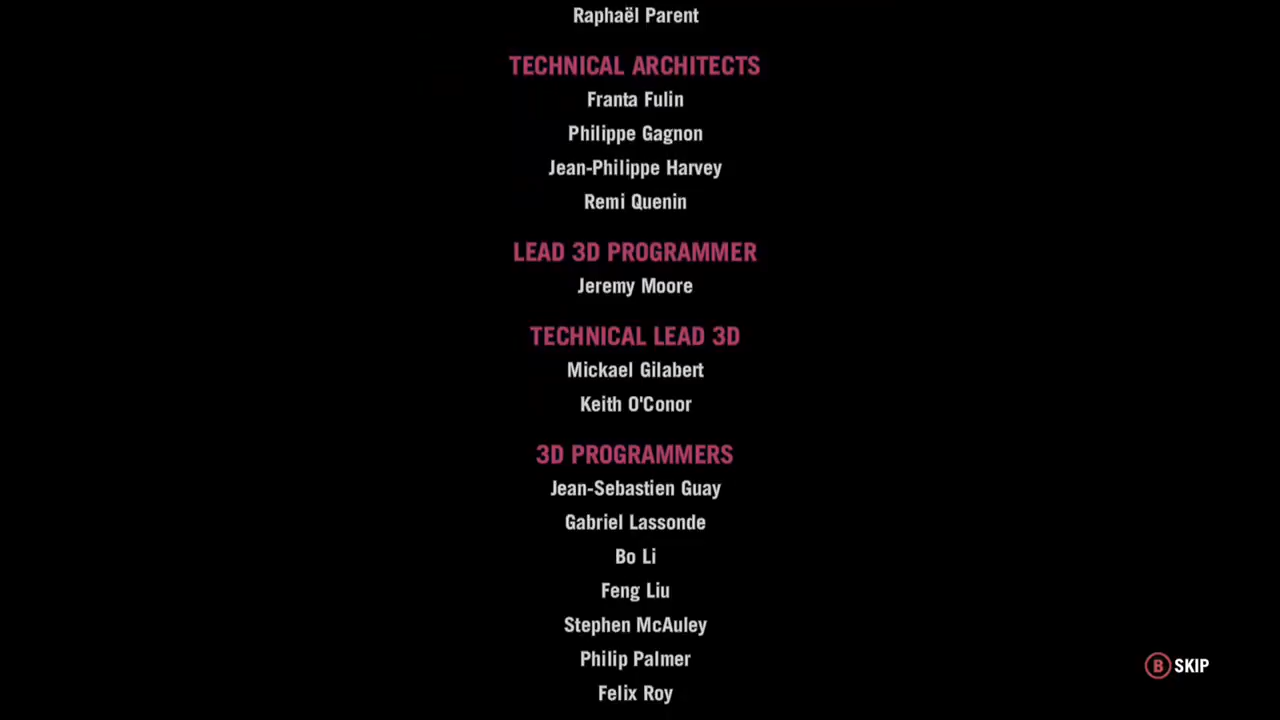 Raphaël Parent
TECHNICAL ARCHITECTS
Franta Fulin
Philippe Gagnon
Jean-Philippe Harvey
Remi Quenin
LEAD 3D PROGRAMMER
Jeremy Moore
TECHNICAL LEAD 3D
Mickael Gilabert
Keith O'Conor
3D PROGRAMMERS
Jean-Sebastien Guay
Gabriel Lassonde
Bo Li
Feng Liu
Stephen McAuley
Philip Palmer
Felix Roy
B SKIP